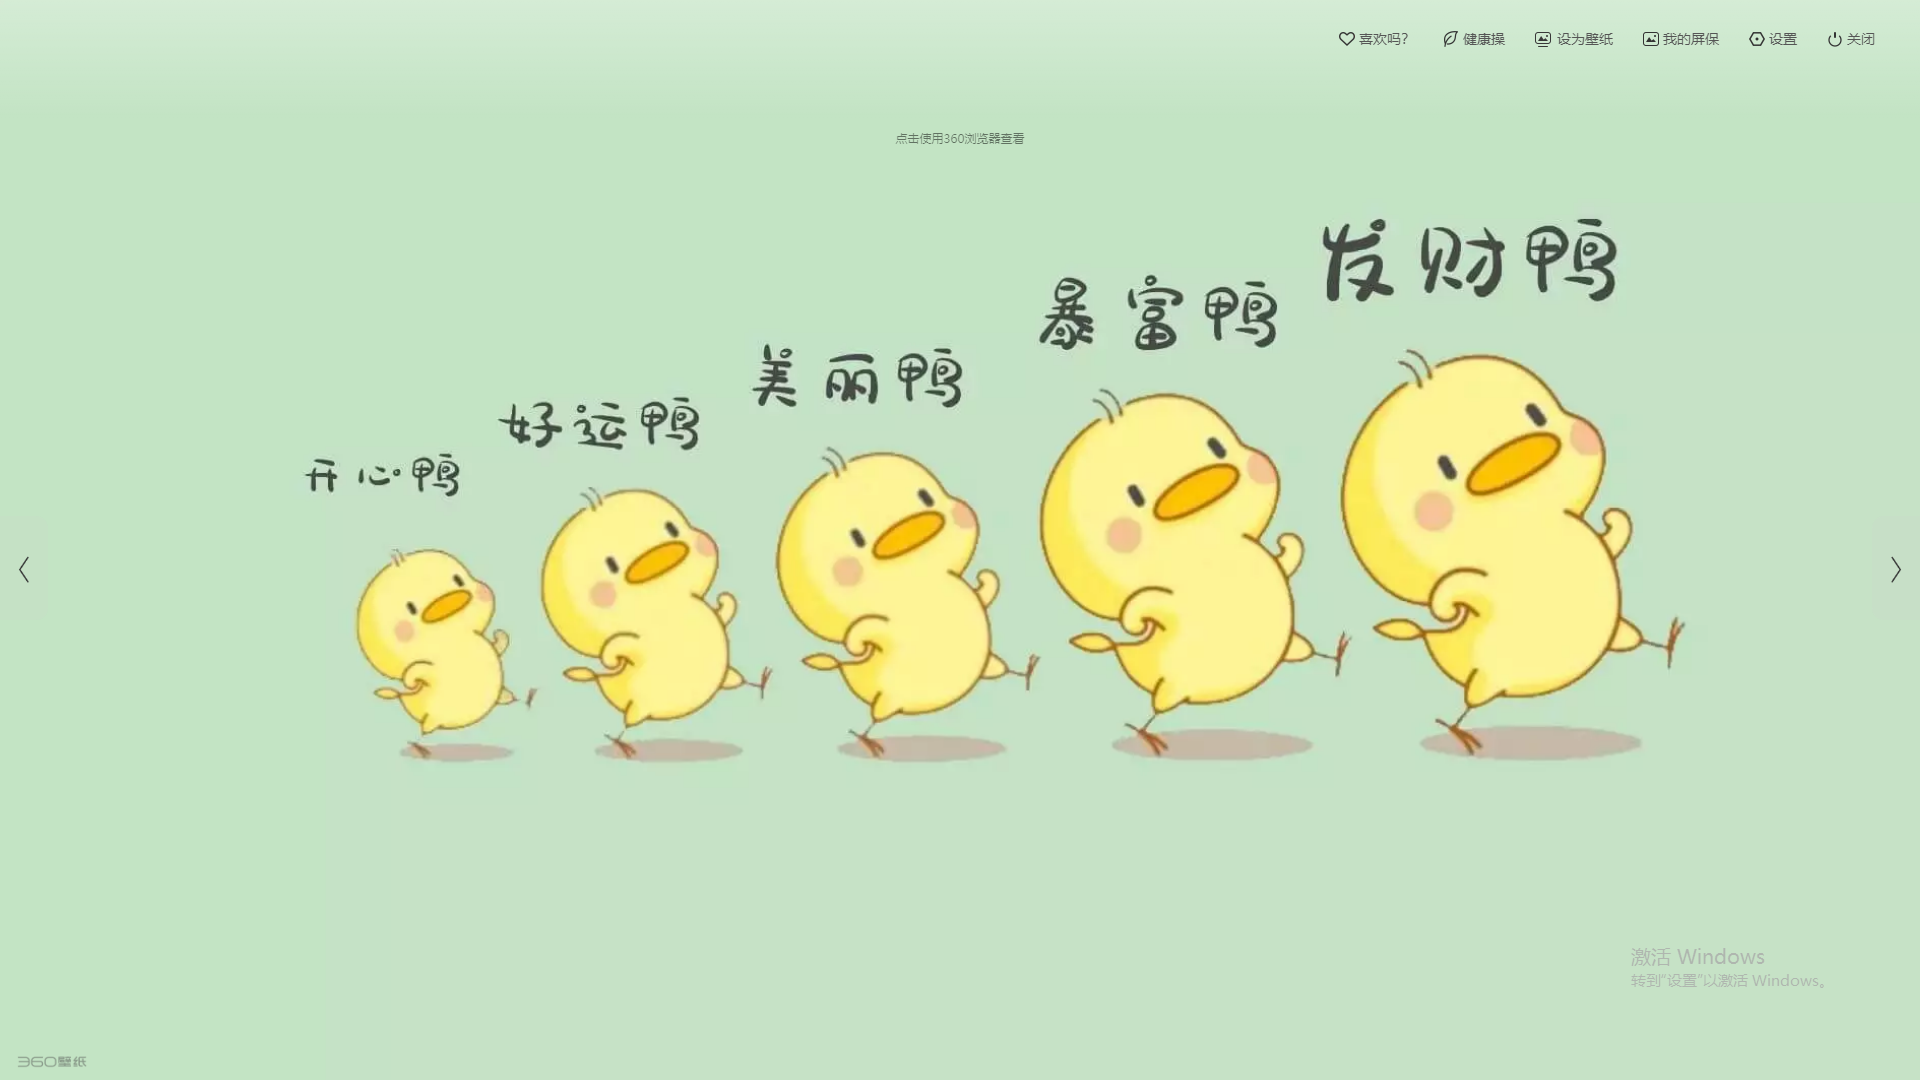 喜欢吗?
健康操
设为壁纸
我的屏保
设置
关闭
点击使用360浏览器查看
发财鸭
暴富鸭
美丽鸭
好运鸭
开心鸭
激活 Windows
转到"设置"以激活 Windows。
360壁纸